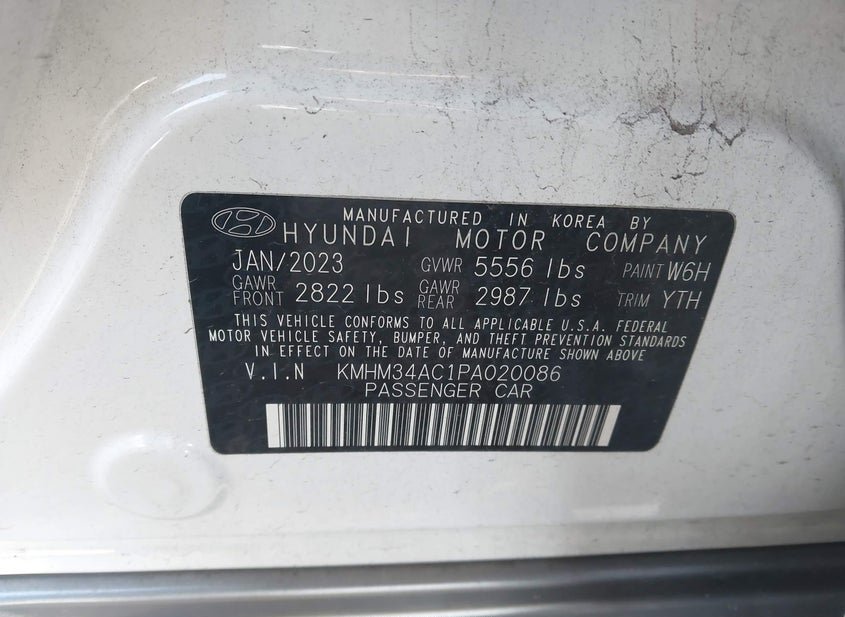 MANUFACTURED IN KOREA BY
HYUNDAI MOTOR COMPANY
JAN/2023 GVWR 5556 lbs PAINT W6H
GAWR FRONT 2822 lbs GAWR REAR 2987 lbs TRIM YTH
THIS VEHICLE CONFORMS TO ALL APPLICABLE U.S.A. FEDERAL
MOTOR VEHICLE SAFETY, BUMPER, AND THEFT PREVENTION STANDARDS
IN EFFECT ON THE DATE OF MANUFACTURE SHOWN ABOVE
V.I.N KMHM34AC1PA020086
PASSENGER CAR